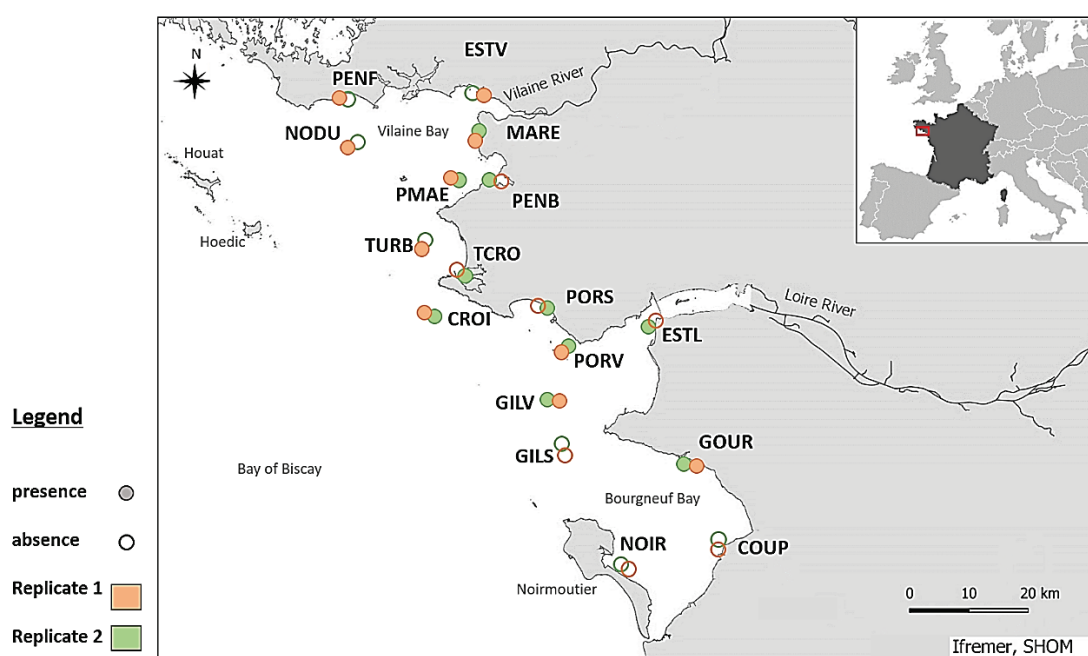 N
ESTV
PENF
Vilaine River
NODU
Vilaine Bay
MARE
Houat
PMAE
PENB
Hoedic
TURB
TCRO
PORS
Loire River
CROI
ESTL
PORV
Legend
GILV
GOUR
GILS
Bay of Biscay
presence
Bourgneuf Bay
absence
NOIR
COUP
Replicate 1
Noirmoutier
0 10 20 km
Replicate 2
Ifremer, SHOM